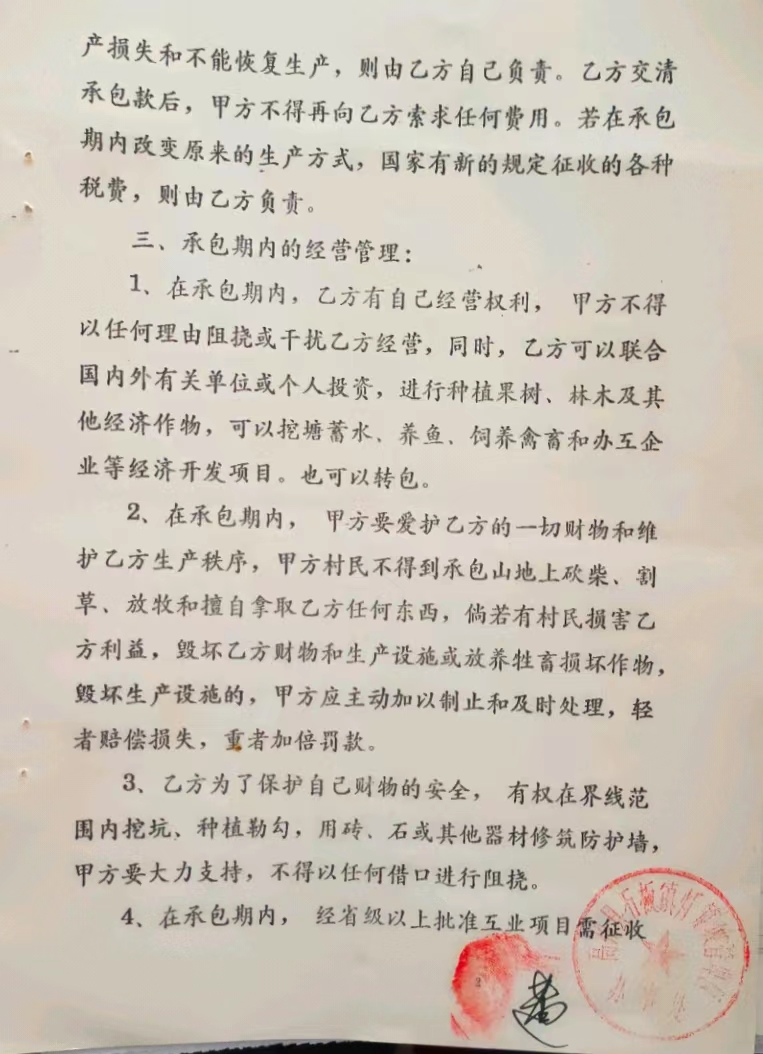 产损失和不能恢复生产，则由乙方自己负责。乙方交清
承包款后，甲方不得再向乙方索求任何费用。若在承包
期内改变原来的生产方式，国家有新的规定征收的各种
税费，则由乙方负责。
三、承包期内的经营管理：
1、在承包期内，乙方有自己经营权利，甲方不得
以任何理由阻挠或干扰乙方经营，同时，乙方可以联合
国内外有关单位或个人投资，进行种植果树、林木及其
他经济作物，可以挖塘蓄水、养鱼、饲养禽畜和办互企
业等经济开发项目。也可以转包。
2、在承包期内，甲方要爱护乙方的一切财物和维
护乙方生产秩序，甲方村民不得到承包山地上砍柴、割
草、放牧和擅自拿取乙方任何东西，倘若有村民损害乙
方利益，毁坏乙方财物和生产设施或放养牲畜损坏作物，
毁坏生产设施的，甲方应主动加以制止和及时处理，轻
者赔偿损失，重者加倍罚款。
3、乙方为了保护自己财物的安全，有权在界线范
围内挖坑、种植勒勾，用砖、石或其他器材修筑防护墙，
甲方要大力支持，不得以任何借口进行阻挠。
4、在承包期内，经省级以上批准互业项目需征收
2